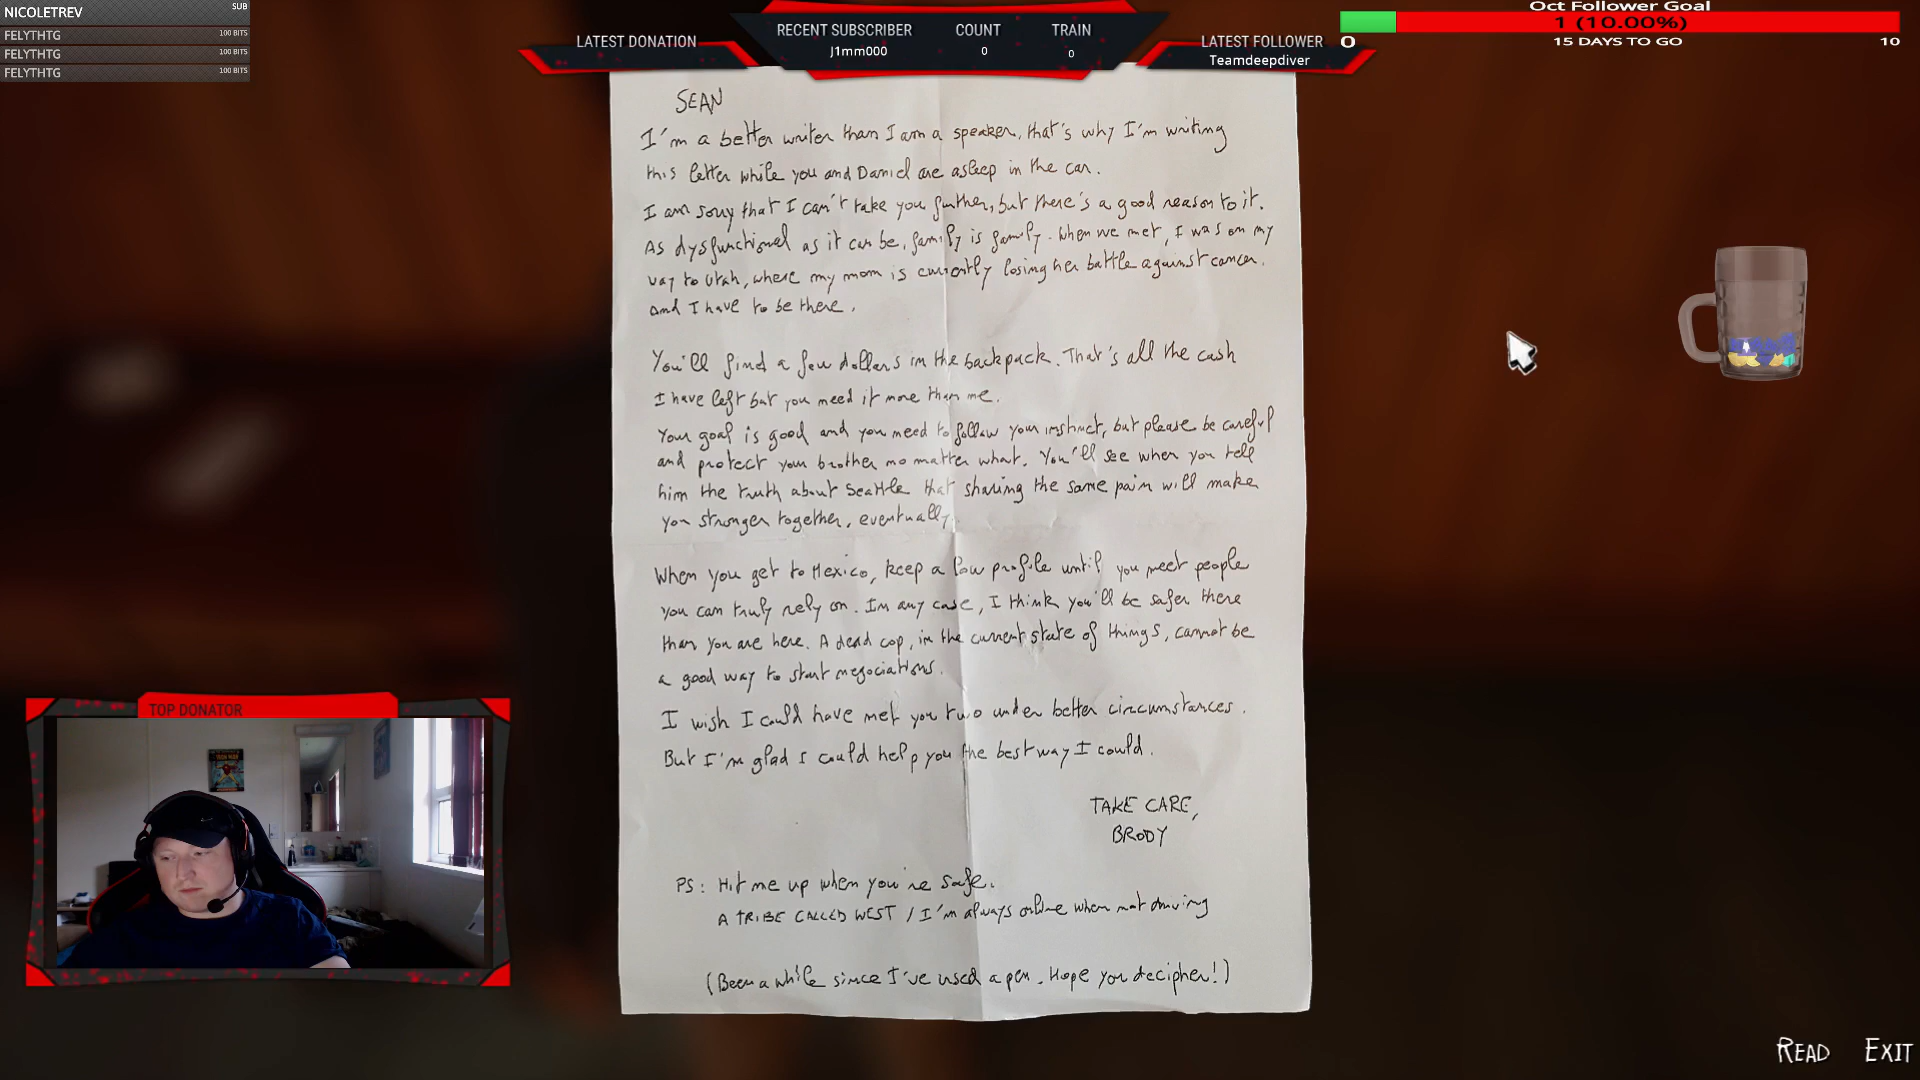 NICOLETREV SUB
FELYTHTG 100 BITS
FELYTHTG 100 BITS
FELYTHTG 100 BITS
LATEST DONATION
RECENT SUBSCRIBER
J1mm000
COUNT
0
TRAIN
0
LATEST FOLLOWER
Teamdeepdiver
Oct Follower Goal
1 (10.00%)
0 15 DAYS TO GO 10
SEAN
I'm a better writer than I am a speaker, that's why I'm writing
this letter while you and Daniel are asleep in the car.
I am sorry that I can't take you further, but there's a good reason to it.
As dysfunctional as it can be, family is family. When we met, I was on my
way to Utah, where my mom is currently losing her battle against cancer.
and I have to be there.
You'll find a few dollars in the backpack. That's all the cash
I have left but you need it more than me.
Your goal is good and you need to follow your instinct, but please be careful
and protect your brother no matter what. You'll see when you tell
him the truth about Seattle that sharing the same pain will make
you stronger together, eventually.
When you get to Mexico, keep a low profile until you meet people
you can truly rely on. In any case, I think you'll be safer there
than you are here. A dead cop, in the current state of things, cannot be
a good way to start negociations.
I wish I could have met you two under better circumstances.
But I'm glad I could help you the best way I could.
TAKE CARE,
BRODY
PS: Hit me up when you're safe.
A TRIBE CALLED WEST / I'm always online when not driving
(Been a while since I've used a pen. Hope you decipher!)
TOP DONATOR
IRON MAN
READ EXIT